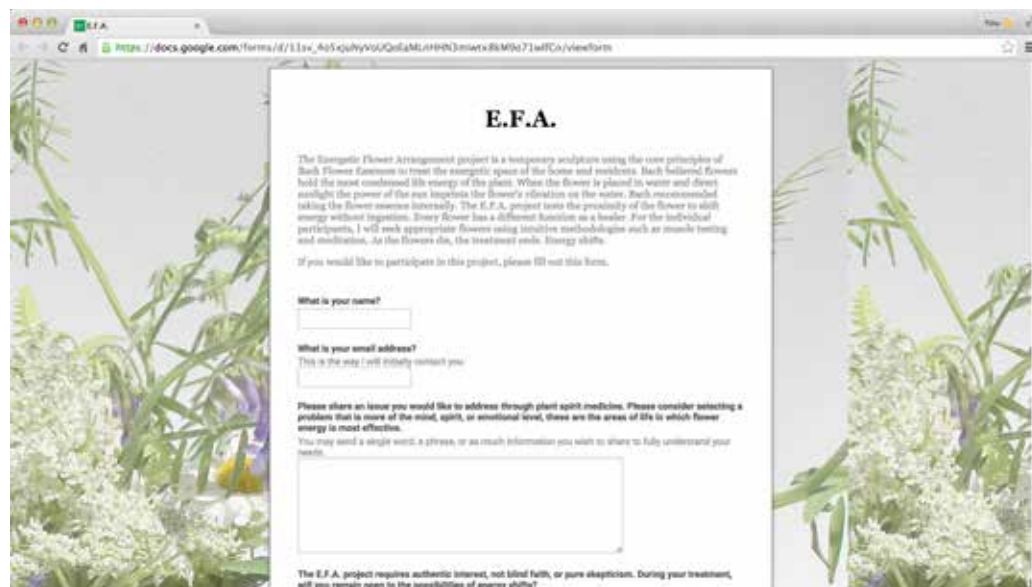 E.F.A.
https://docs.google.com/forms/d/
/viewform
E.F.A.
The Energetic Flower Arrangement project is a temporary sculpture using the core principles of
Bach Flower Essences to treat the energetic space of the home and residents. Bach believed flowers
hold the most condensed life energy of the plant. When the flower is placed in water and direct
sunlight the power of the sun imprints the flower's vibration on the water. Bach recommended
taking the flower essence internally. The E.F.A. project tests the proximity of the flower to shift
energy without ingestion. Every flower has a different function as a healer. For the individual
participants, I will seek appropriate flowers using intuitive methodologies such as muscle testing
and meditation. As the flowers die, the treatment ends. Energy shifts.
If you would like to participate in this project, please fill out this form.
What is your name?
What is your email address?
This is the way I will initially contact you
Please share an issue you would like to address through plant spirit medicine. Please consider selecting a
problem that is more of the mind, spirit, or emotional level, these are the areas of life in which flower
energy is most effective.
You may send a single word, a phrase, or as much information you wish to share to fully understand your
needs.
The E.F.A. project requires authentic interest, not blind faith, or pure skepticism. During your treatment,
will you remain open to the possibilities of energy shifts?